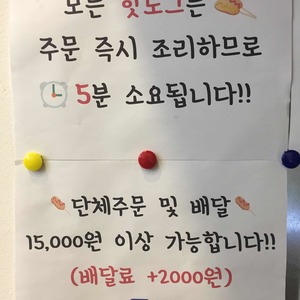 모든 핫도그는
주문 즉시 조리하므로
5분 소요됩니다!!
단체주문 및 배달
15,000원 이상 가능합니다!!
(배달료 +2000원)